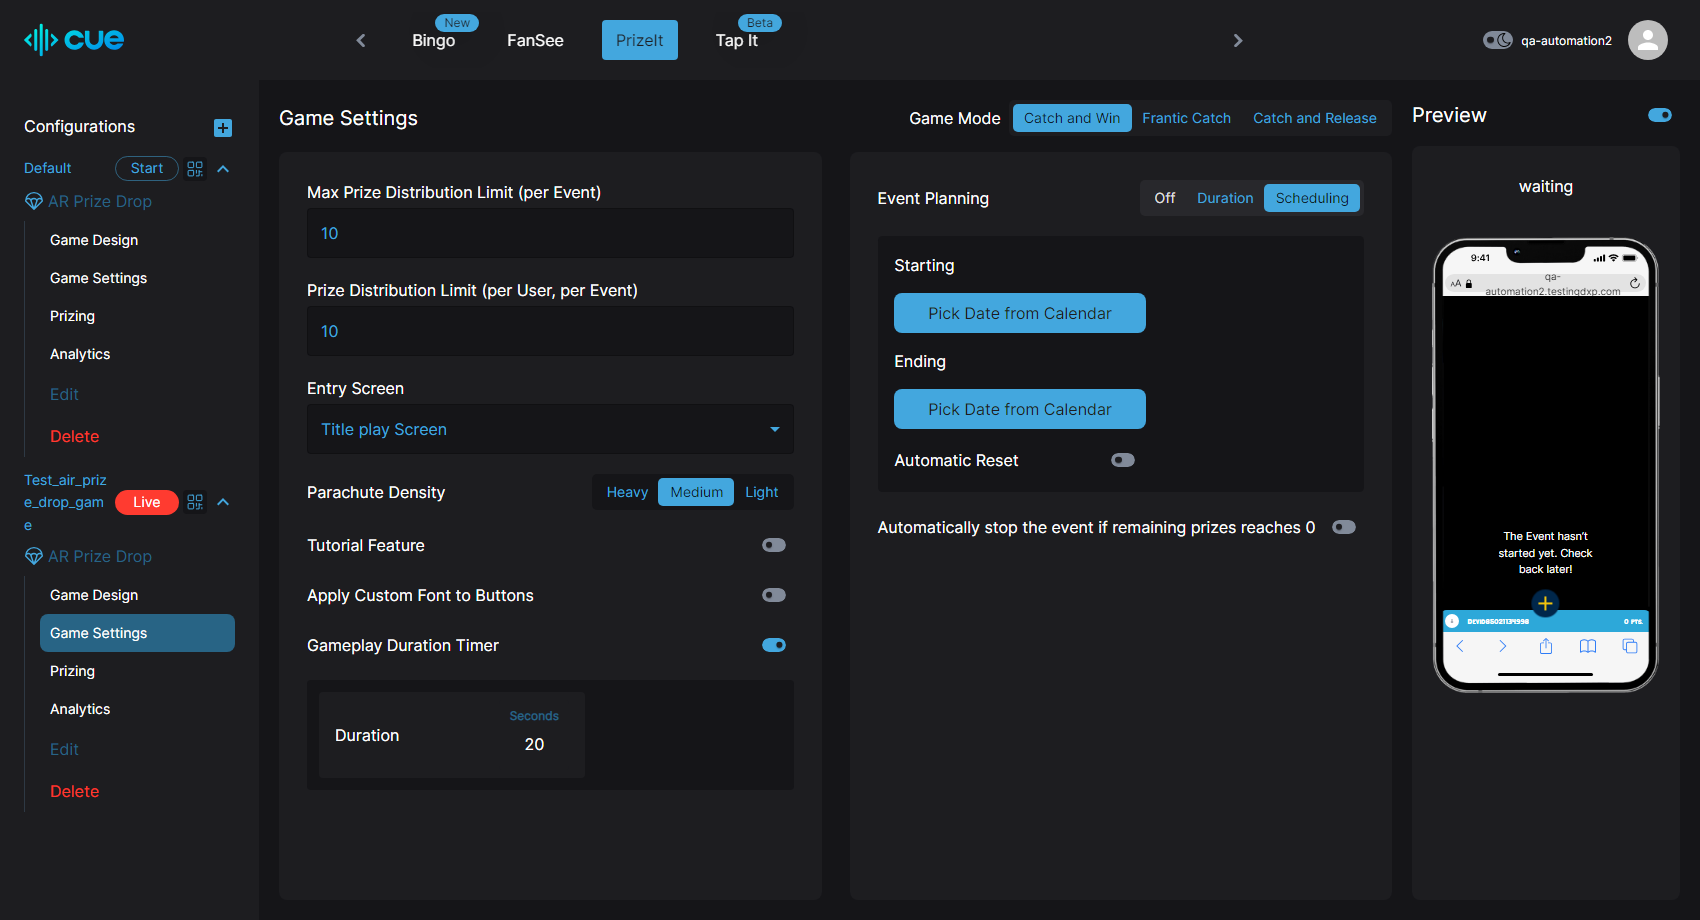 cue
New
Bingo
FanSee
PrizeIt
Beta
Tap It
qa-automation2
Configurations
Default
Start
AR Prize Drop
Game Design
Game Settings
Prizing
Analytics
Edit
Delete
Test_air_priz
e_drop_gam
e
Live
AR Prize Drop
Game Design
Game Settings
Prizing
Analytics
Edit
Delete
Game Settings
Game Mode
Catch and Win
Frantic Catch
Catch and Release
Max Prize Distribution Limit (per Event)
10
Prize Distribution Limit (per User, per Event)
10
Entry Screen
Title play Screen
Parachute Density
Heavy
Medium
Light
Tutorial Feature
Apply Custom Font to Buttons
Gameplay Duration Timer
Duration
Seconds
20
Event Planning
Off
Duration
Scheduling
Starting
Pick Date from Calendar
Ending
Pick Date from Calendar
Automatic Reset
Automatically stop the event if remaining prizes reaches 0
Preview
waiting
9:41
AA
qa-
automation2.testingdxp.com
The Event hasn't
started yet. Check
back later!
0 PTS.